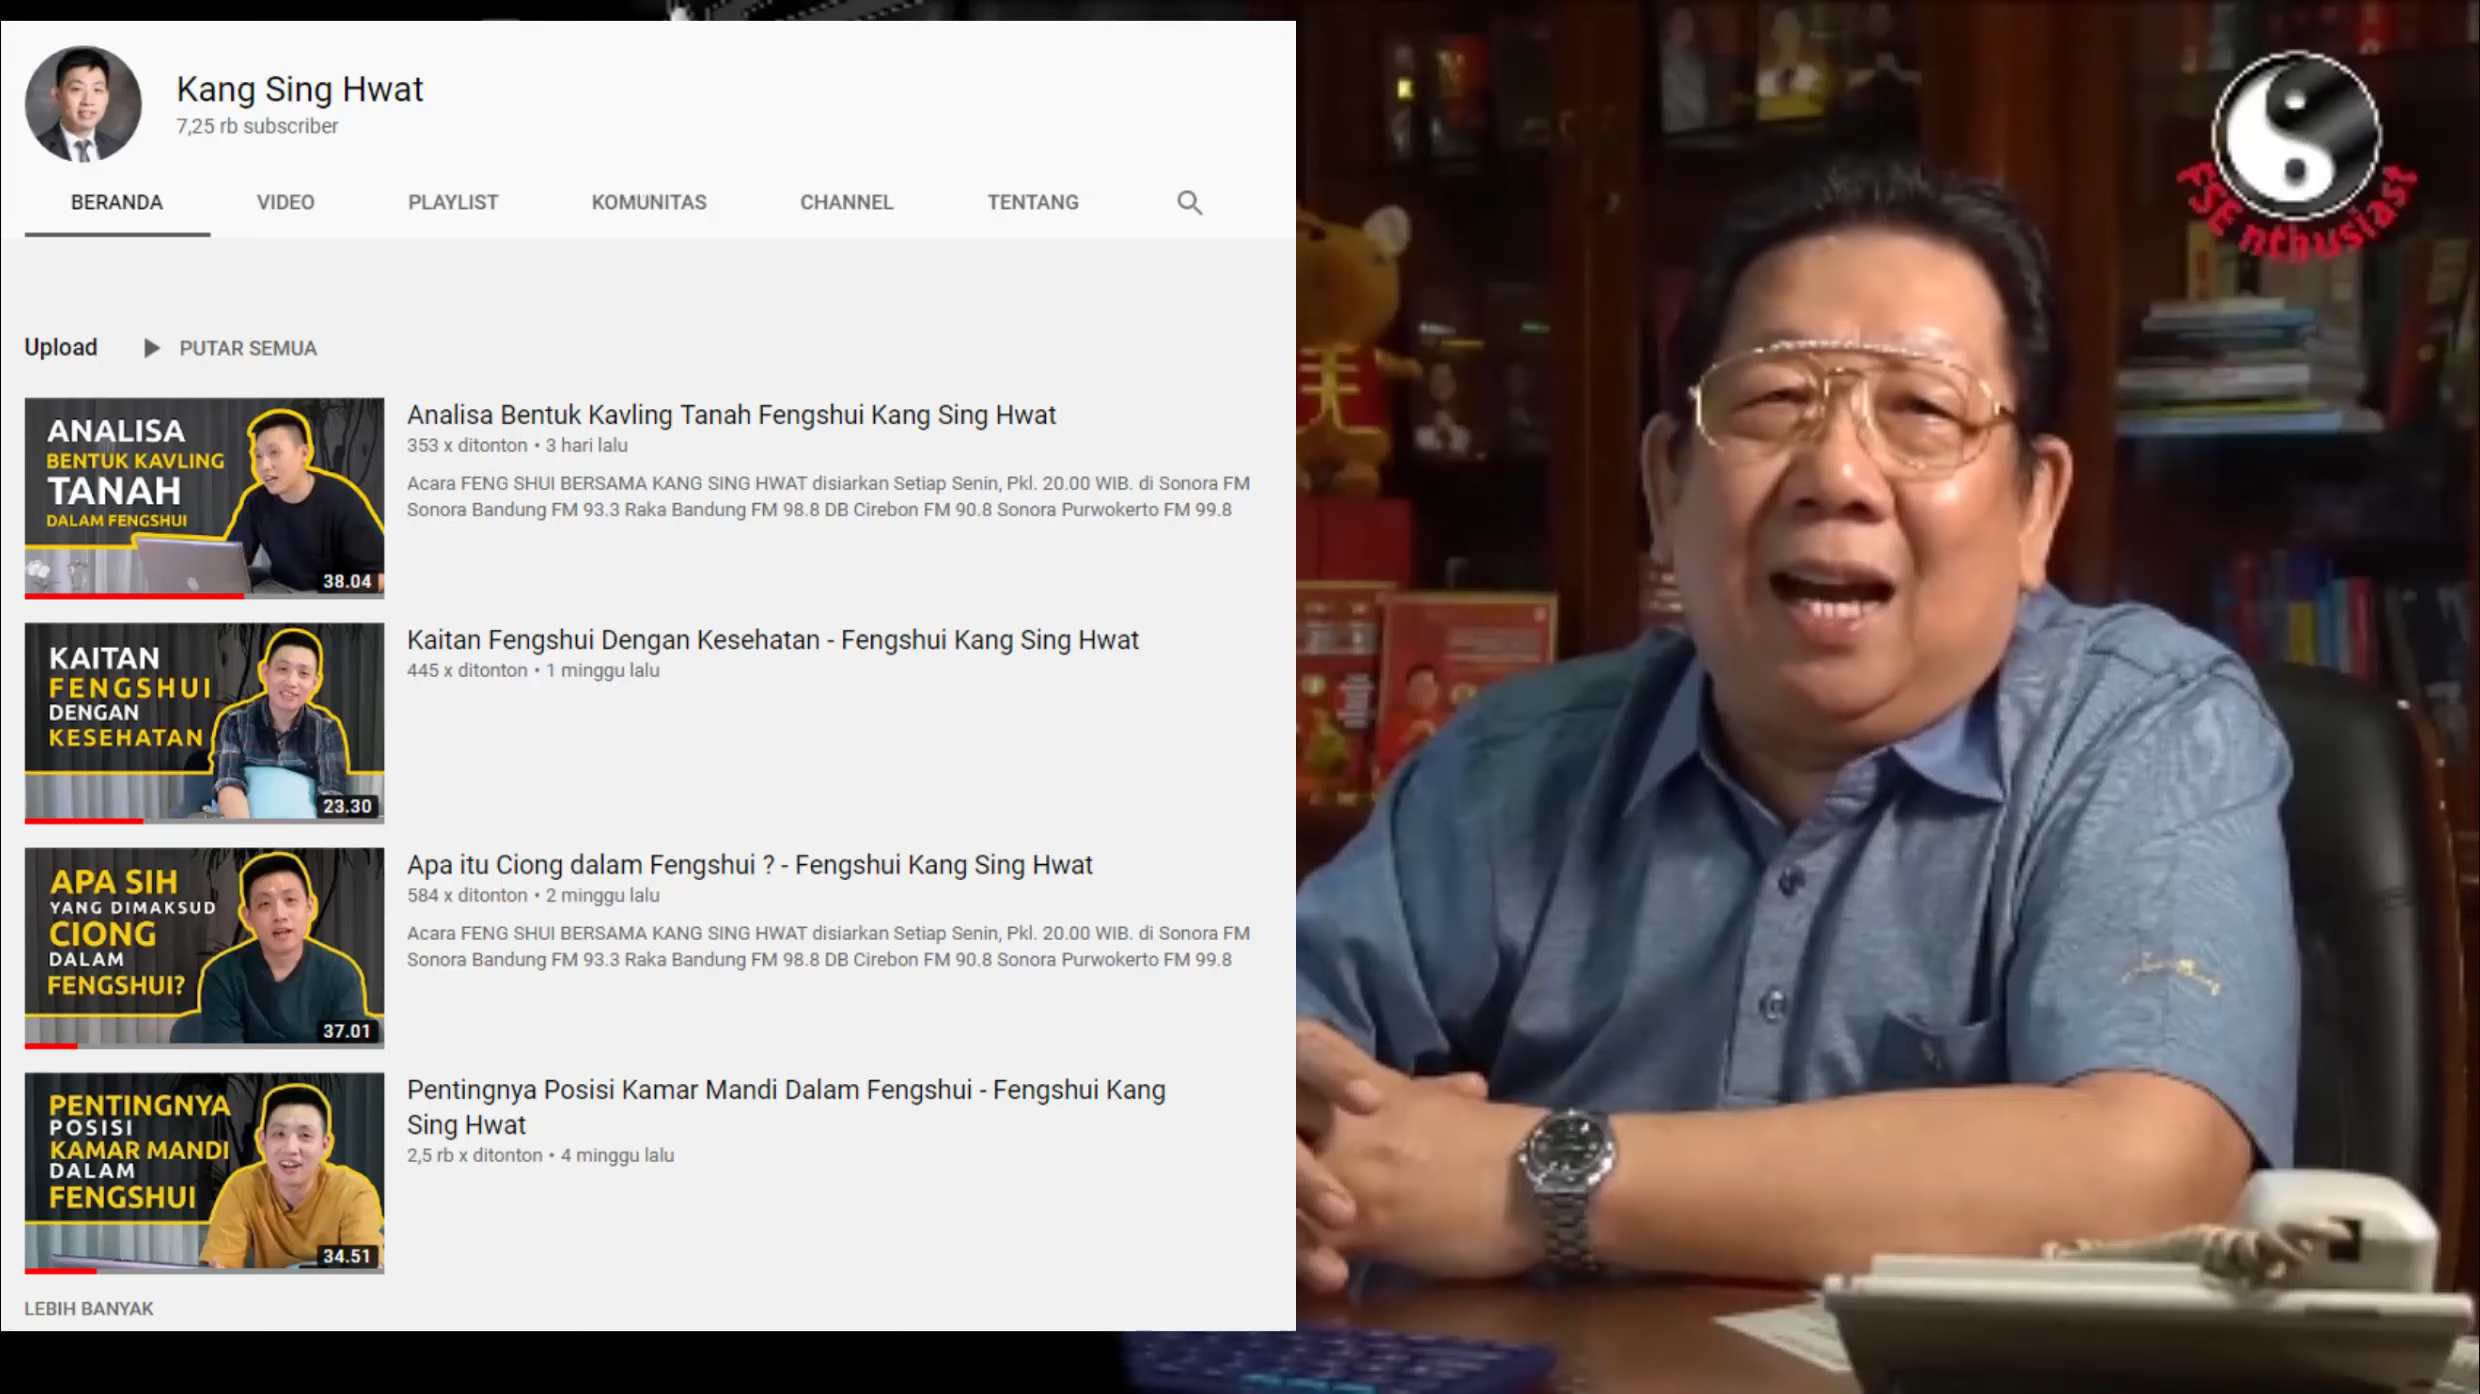 Kang Sing Hwat
7,25 rb subscriber
BERANDA
VIDEO
PLAYLIST
KOMUNITAS
CHANNEL
TENTANG
Upload
PUTAR SEMUA
ANALISA
BENTUK KAVLING
TANAH
DALAM FENGSHUI
38.04
Analisa Bentuk Kavling Tanah Fengshui Kang Sing Hwat
353 x ditonton • 3 hari lalu
Acara FENG SHUI BERSAMA KANG SING HWAT disiarkan Setiap Senin, Pkl. 20.00 WIB. di Sonora FM
Sonora Bandung FM 93.3 Raka Bandung FM 98.8 DB Cirebon FM 90.8 Sonora Purwokerto FM 99.8
KAITAN
FENGSHUI
DENGAN
KESEHATAN
23.30
Kaitan Fengshui Dengan Kesehatan - Fengshui Kang Sing Hwat
445 x ditonton • 1 minggu lalu
APA SIH
YANG DIMAKSUD
CIONG
DALAM
FENGSHUI?
37.01
Apa itu Ciong dalam Fengshui ? - Fengshui Kang Sing Hwat
584 x ditonton • 2 minggu lalu
Acara FENG SHUI BERSAMA KANG SING HWAT disiarkan Setiap Senin, Pkl. 20.00 WIB. di Sonora FM
Sonora Bandung FM 93.3 Raka Bandung FM 98.8 DB Cirebon FM 90.8 Sonora Purwokerto FM 99.8
PENTINGNYA
POSISI
KAMAR MANDI
DALAM
FENGSHUI
34.51
Pentingnya Posisi Kamar Mandi Dalam Fengshui - Fengshui Kang
Sing Hwat
2,5 rb x ditonton • 4 minggu lalu
LEBIH BANYAK
FSE nthusiast